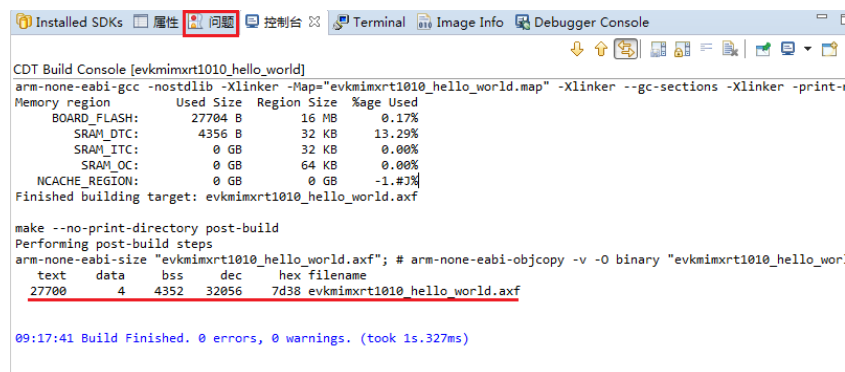 Installed SDKs 属性 问题 控制台 Terminal Image Info Debugger Console
CDT Build Console [evkmimxrt1010_hello_world]
arm-none-eabi-gcc -nostdlib -Xlinker -Map="evkmimxrt1010_hello_world.map" -Xlinker --gc-sections -Xlinker -print-
Memory region Used Size Region Size %age Used
BOARD_FLASH: 27704 B 16 MB 0.17%
SRAM_DTC: 4356 B 32 KB 13.29%
SRAM_ITC: 0 GB 32 KB 0.00%
SRAM_OC: 0 GB 64 KB 0.00%
NCACHE_REGION: 0 GB 0 GB -1.#J%
Finished building target: evkmimxrt1010_hello_world.axf
make --no-print-directory post-build
Performing post-build steps
arm-none-eabi-size "evkmimxrt1010_hello_world.axf"; # arm-none-eabi-objcopy -v -O binary "evkmimxrt1010_hello_wor
text data bss dec hex filename
27700 4 4352 32056 7d38 evkmimxrt1010_hello_world.axf
09:17:41 Build Finished. 0 errors, 0 warnings. (took 1s.327ms)